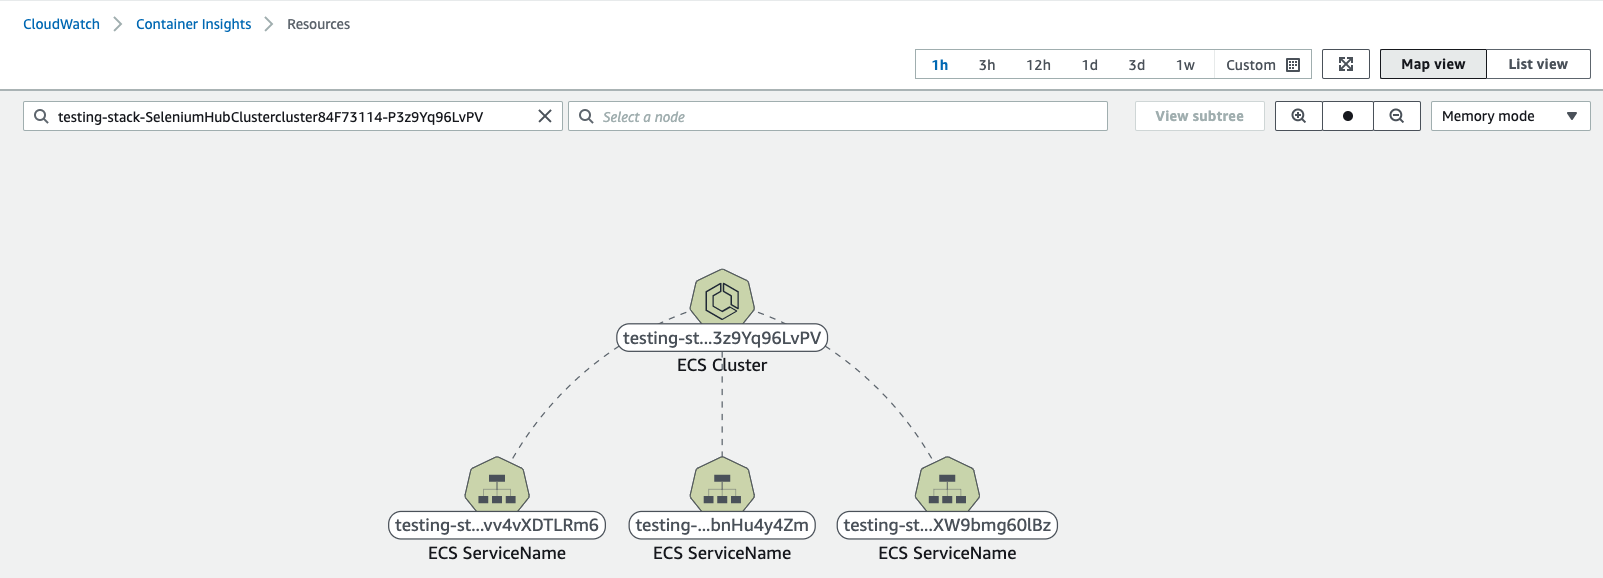 CloudWatch > Container Insights > Resources
1h 3h 12h 1d 3d 1w Custom Map view List view
testing-stack-SeleniumHubClustercluster84F73114-P3z9Yq96LvPV Select a node View subtree Memory mode
testing-st...3z9Yq96LvPV
ECS Cluster
testing-st...vv4vXDTLRm6 testing-...bnHu4y4Zm testing-st...XW9bmg60lBz
ECS ServiceName ECS ServiceName ECS ServiceName